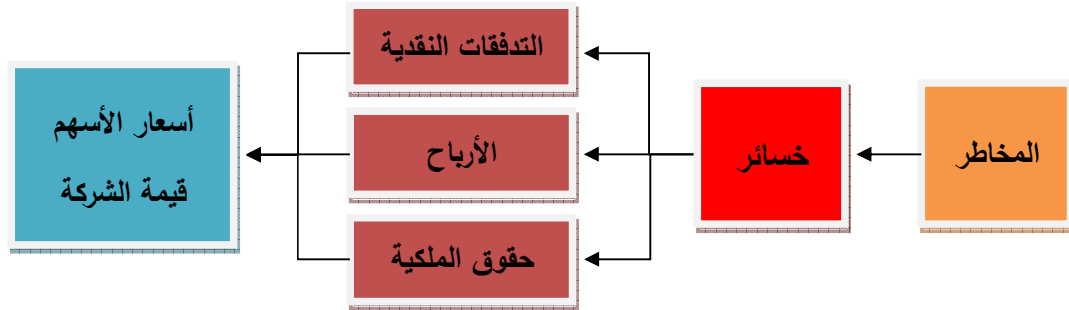 المخاطر
خسائر
التدفقات النقدية
الأرباح
حقوق الملكية
أسعار الأسهم
قيمة الشركة